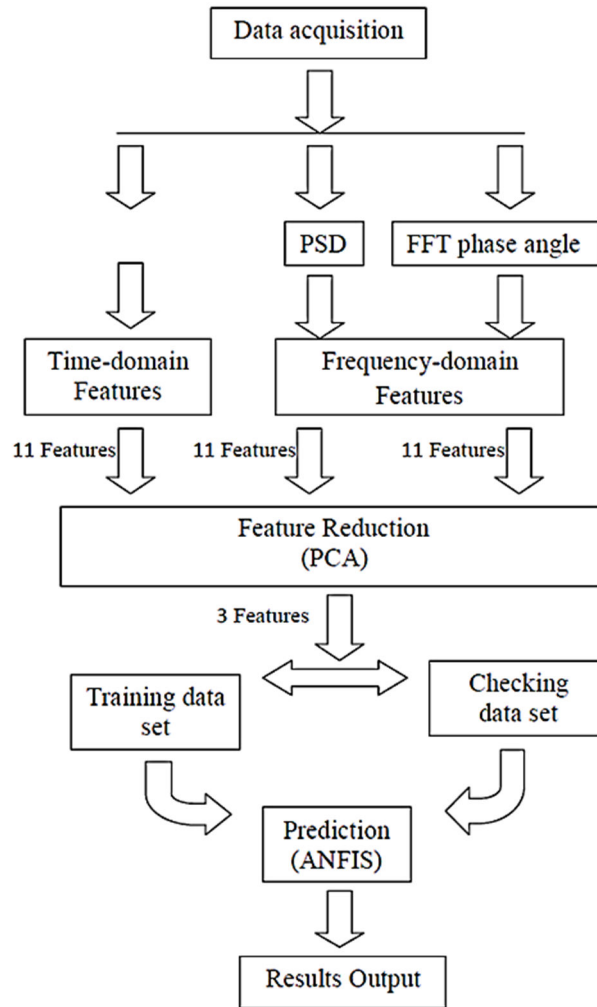 Data acquisition
PSD
FFT phase angle
Time-domain
Features
Frequency-domain
Features
11 Features
11 Features
11 Features
Feature Reduction
(PCA)
3 Features
Training data
set
Checking
data set
Prediction
(ANFIS)
Results Output